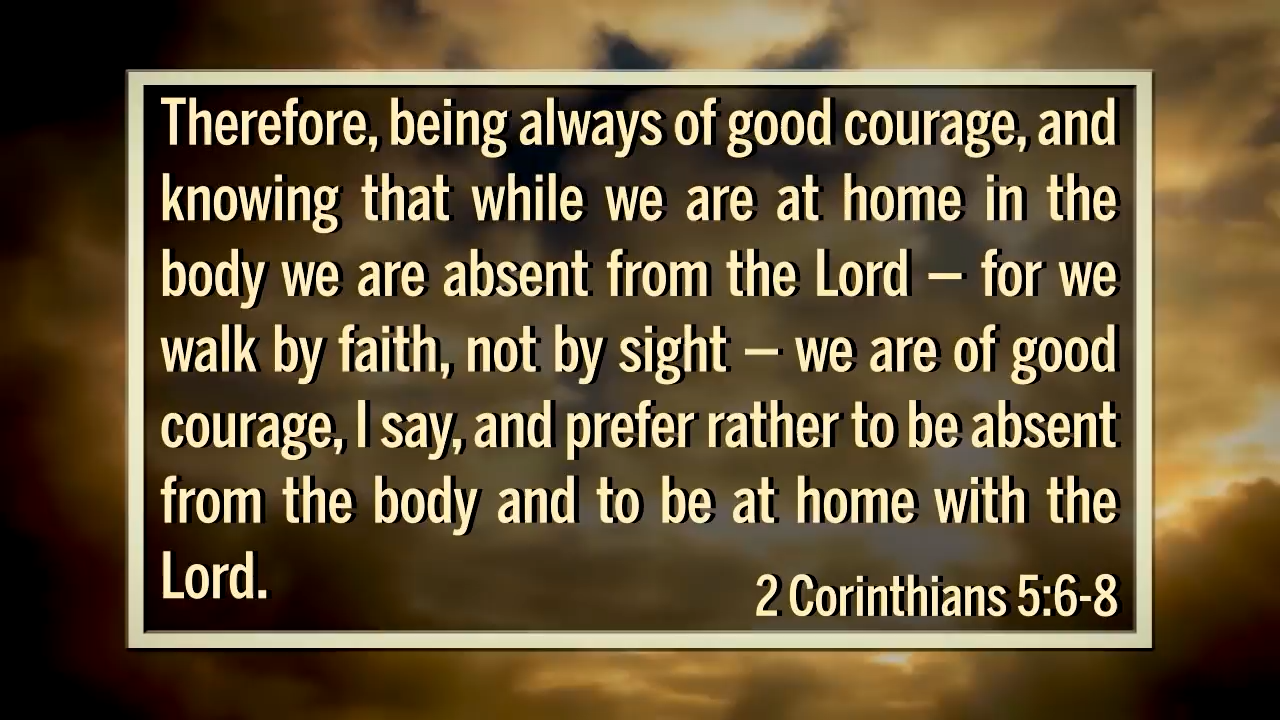 Therefore, being always of good courage, and
knowing that while we are at home in the
body we are absent from the Lord – for we
walk by faith, not by sight – we are of good
courage, I say, and prefer rather to be absent
from the body and to be at home with the
Lord.
2 Corinthians 5:6-8